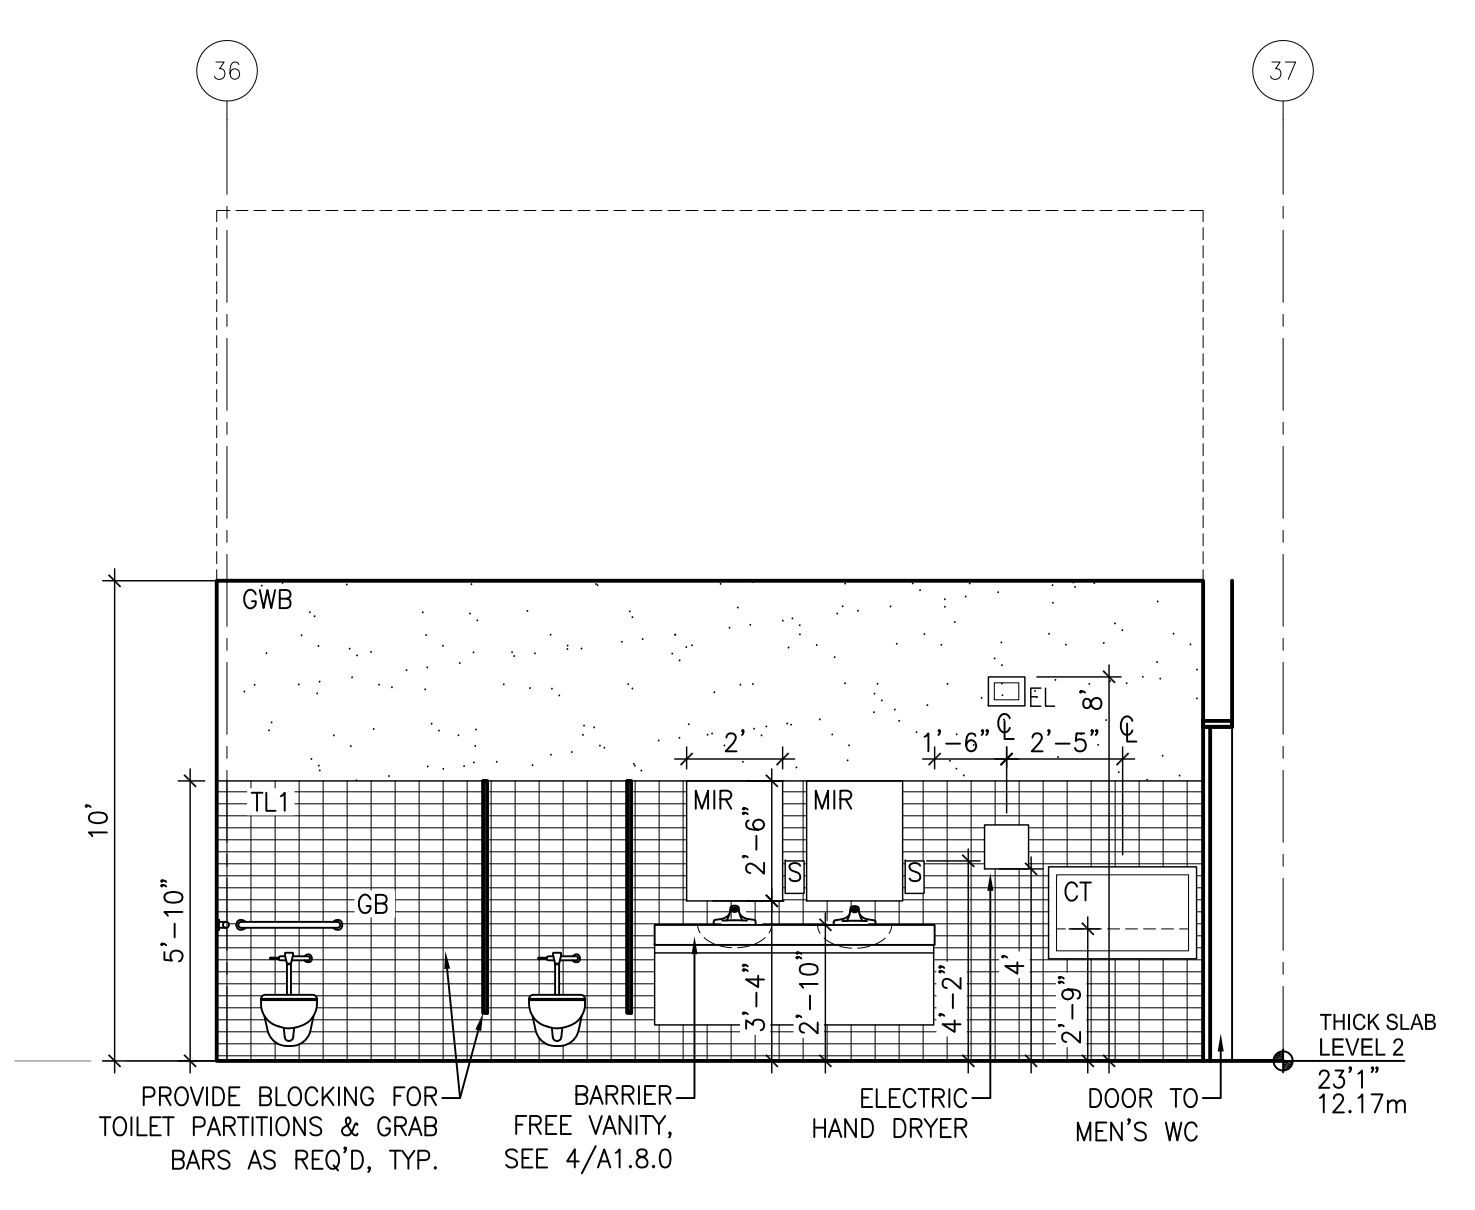 36
37
GWB
EL
8'
℄
℄
2'
1'-6"
2'-5"
TL1
MIR
MIR
10'
2'-6"
S
S
CT
GB
5'-10"
3'-4"
2'-10"
4'-2"
4'
2'-9"
THICK SLAB
LEVEL 2
23'1"
12.17m
PROVIDE BLOCKING FOR
TOILET PARTITIONS & GRAB
BARS AS REQ'D, TYP.
BARRIER
FREE VANITY,
SEE 4/A1.8.0
ELECTRIC
HAND DRYER
DOOR TO
MEN'S WC